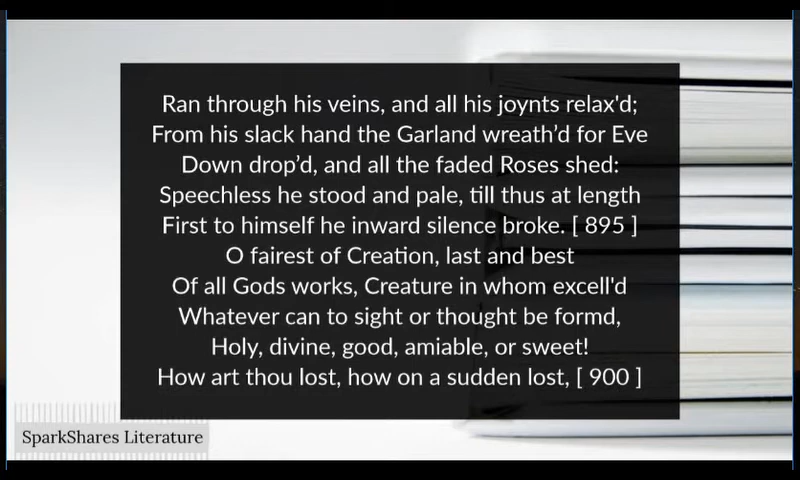 Ran through his veins, and all his joynts relax'd;
From his slack hand the Garland wreath’d for Eve
Down drop’d, and all the faded Roses shed:
Speechless he stood and pale, till thus at length
First to himself he inward silence broke. [ 895 ]
O fairest of Creation, last and best
Of all Gods works, Creature in whom excell'd
Whatever can to sight or thought be formd,
Holy, divine, good, amiable, or sweet!
How art thou lost, how on a sudden lost, [ 900 ]
SparkShares Literature